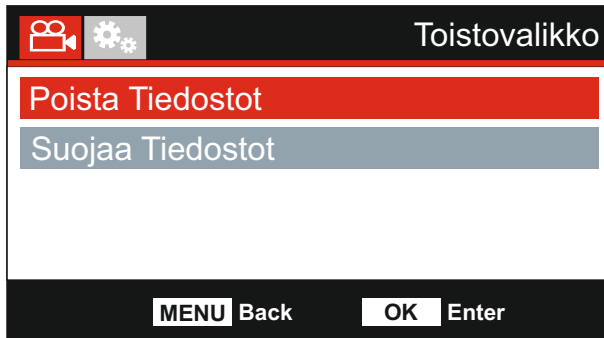 Toistovalikko
Poista Tiedostot
Suojaa Tiedostot
MENU Back OK Enter